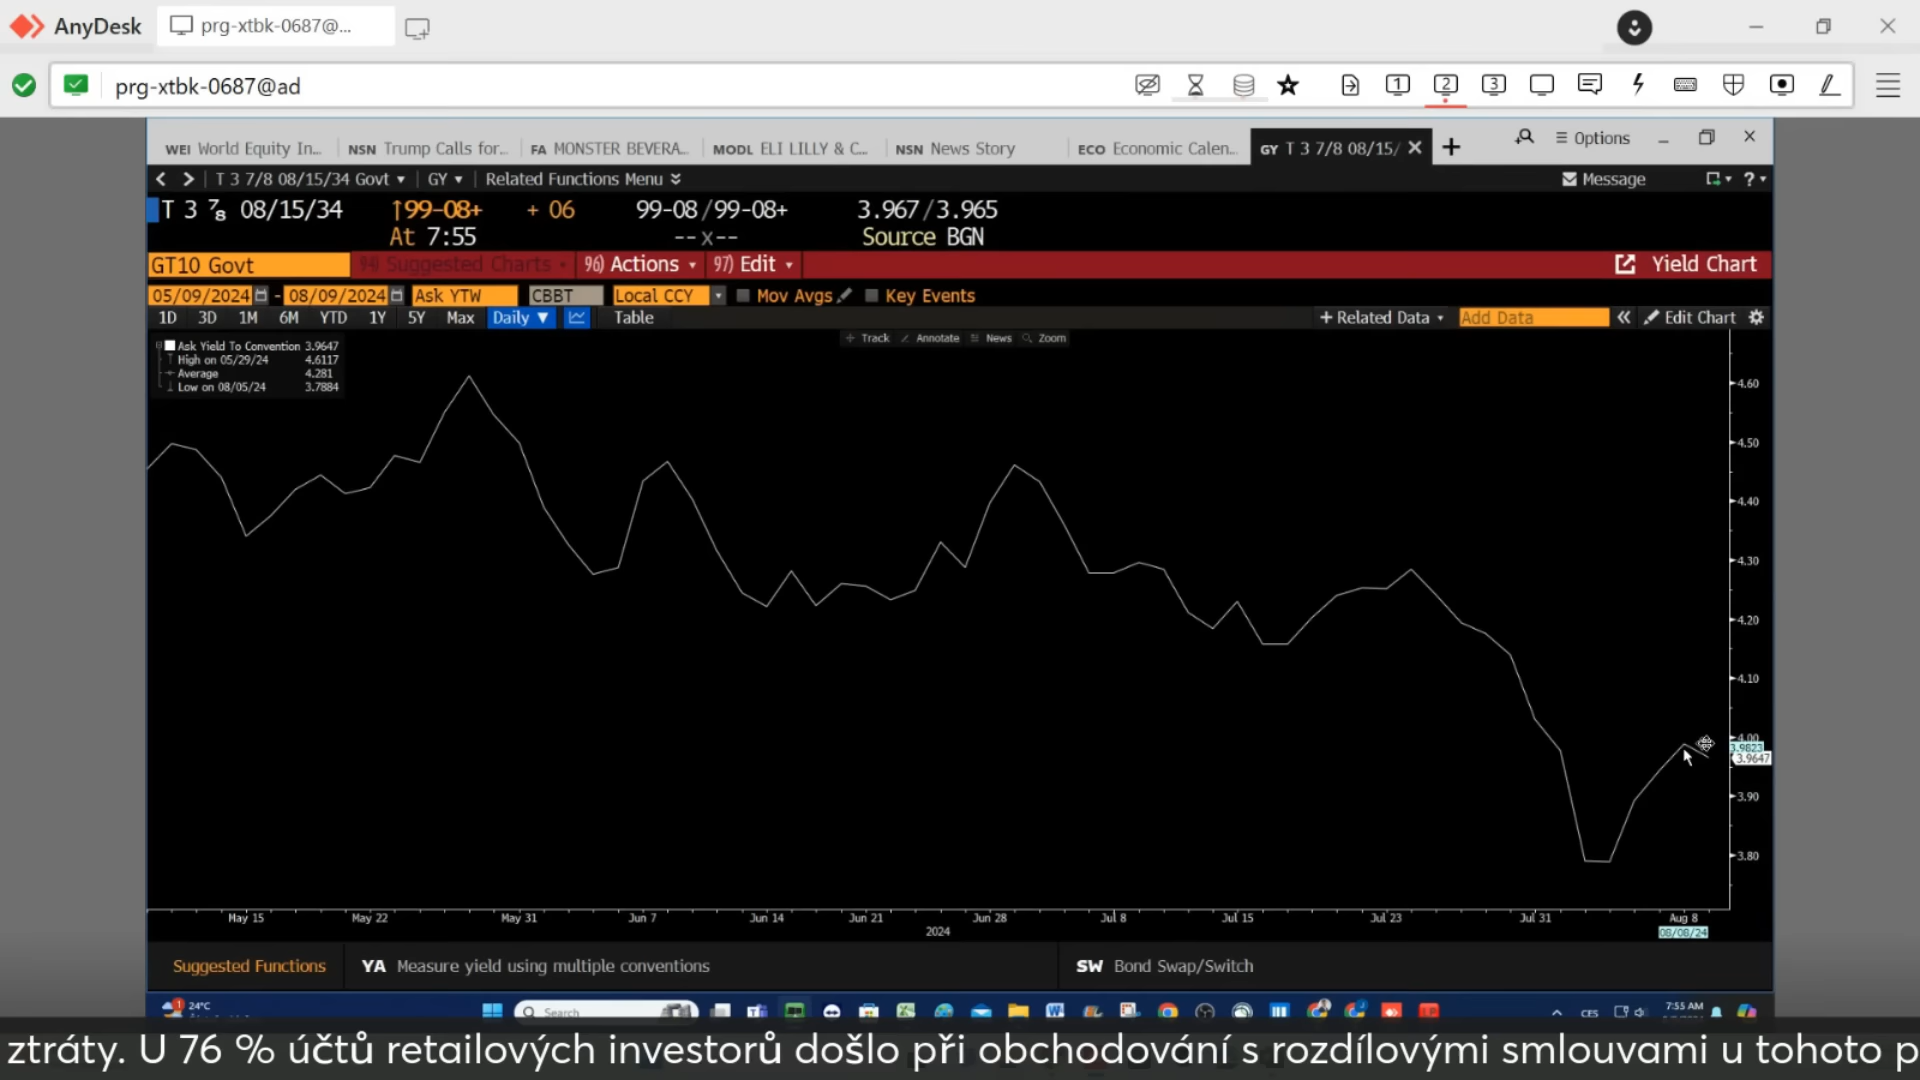 AnyDesk
prg-xtbk-0687@...
prg-xtbk-0687@ad
1 2 3
WEI World Equity In...
NSN Trump Calls for...
FA MONSTER BEVERA...
MODL ELI LILLY & C...
NSN News Story
ECO Economic Calen...
GY T 3 7/8 08/15/
Options
T 3 7/8 08/15/34 Govt
GY
Related Functions Menu
Message
?
T 3 ⅞ 08/15/34 ↑99-08+ + 06 99-08/99-08+ 3.967/3.965
At 7:55 --x-- Source BGN
GT10 Govt 94) Suggested Charts 96) Actions 97) Edit Yield Chart
05/09/2024 - 08/09/2024 Ask YTW CBBT Local CCY Mov Avgs Key Events
1D 3D 1M 6M YTD 1Y 5Y Max Daily ▼ Table + Related Data Add Data « Edit Chart
Track Annotate News Zoom
Ask Yield To Convention 3.9647
High on 05/29/24 4.6117
Average 4.281
Low on 08/05/24 3.7884
4.60
4.50
4.40
4.30
4.20
4.10
4.00
3.9823
3.9647
3.90
3.80
May 15 May 22 May 31 Jun 7 Jun 14 Jun 21 Jun 28 Jul 8 Jul 15 Jul 23 Jul 31 Aug 8
2024
08/08/24
Suggested Functions YA Measure yield using multiple conventions SW Bond Swap/Switch
1 24°C
Search
CES
7:55 AM
ztráty. U 76 % účtů retailových investorů došlo při obchodování s rozdílovými smlouvami u tohoto p